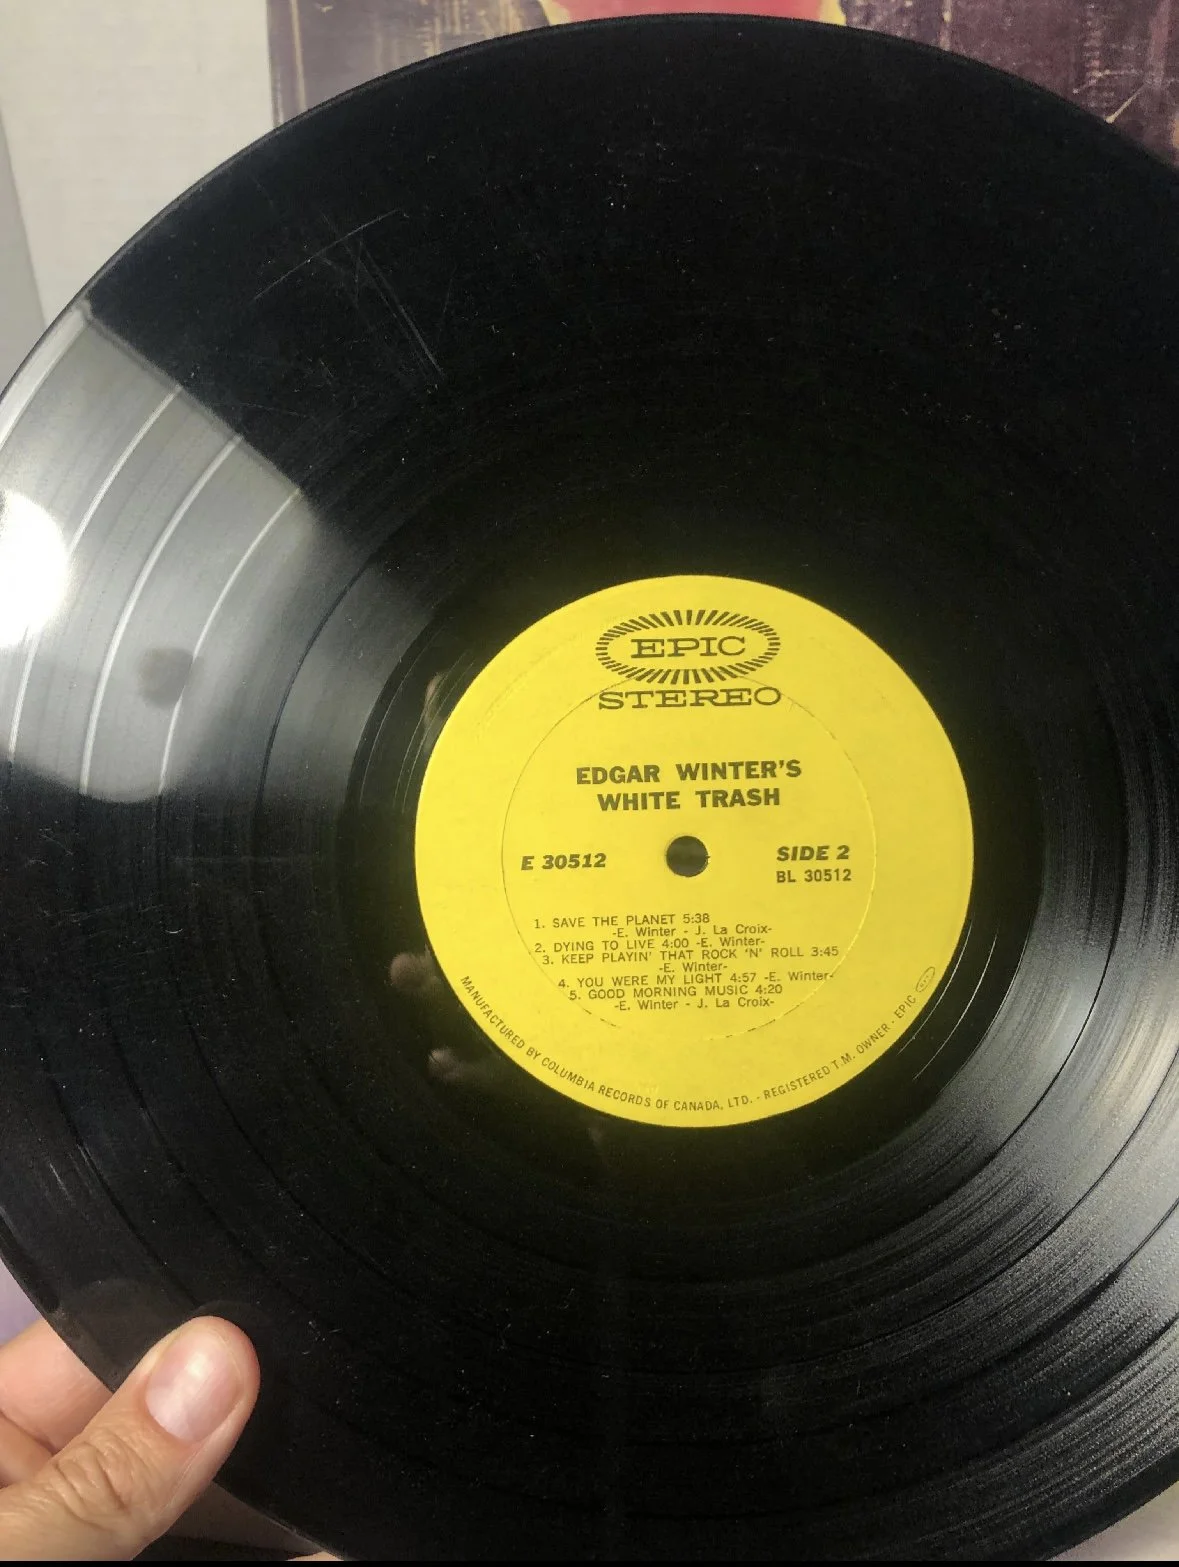 EPIC
STEREO
EDGAR WINTER'S
WHITE TRASH
E 30512
SIDE 2
BL 30512
1. SAVE THE PLANET 5:38
-E. Winter - J. La Croix-
2. DYING TO LIVE 4:00 -E. Winter-
3. KEEP PLAYIN' THAT ROCK 'N' ROLL 3:45
-E. Winter-
4. YOU WERE MY LIGHT 4:57 -E. Winter-
5. GOOD MORNING MUSIC 4:20
-E. Winter - J. La Croix-
MANUFACTURED BY COLUMBIA RECORDS OF CANADA, LTD. - REGISTERED T.M. OWNER - EPIC